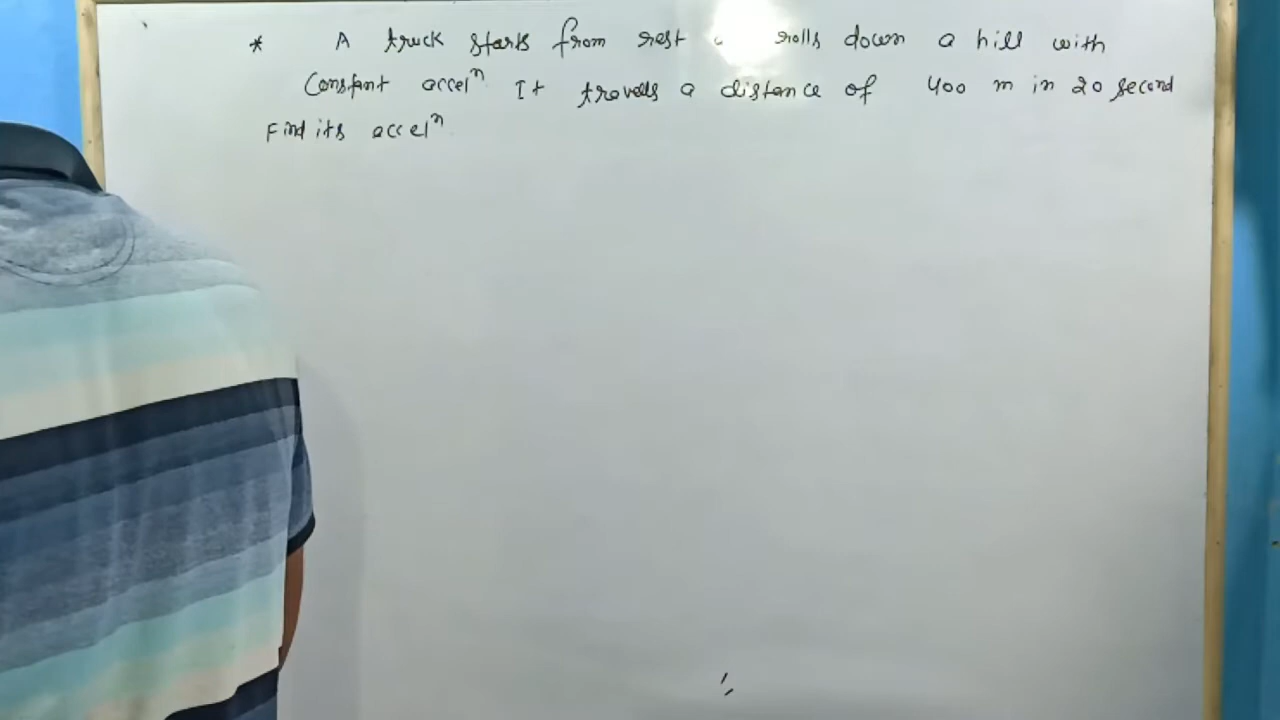 * A truck starts from rest rolls down a hill with
Constant accelⁿ It travells a distance of 400 m in 20 second
Find its accelⁿ